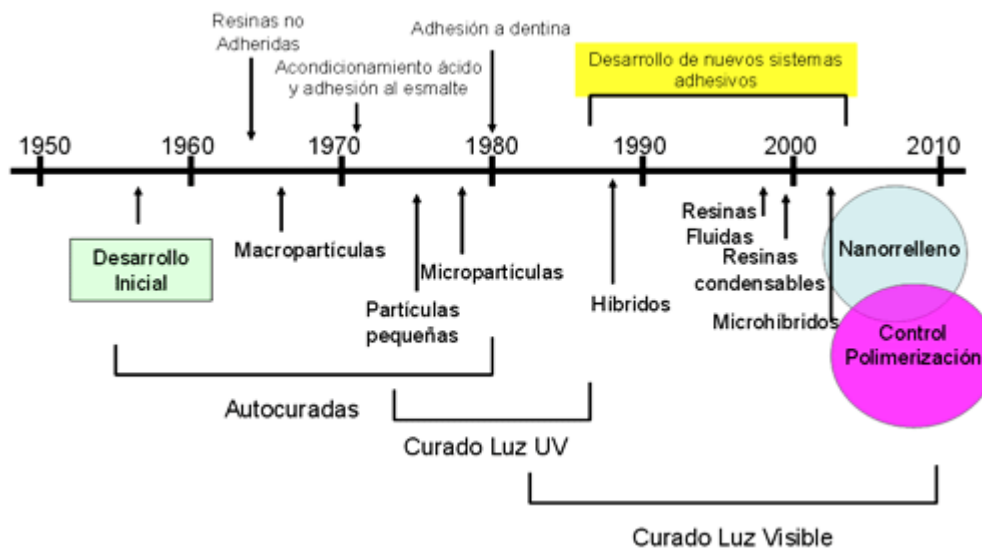 Resinas no
Adheridas
Acondicionamiento ácido
y adhesión al esmalte
Adhesión a dentina
Desarrollo de nuevos sistemas
adhesivos
1950
1960
1970
1980
1990
2000
2010
Desarrollo
Inicial
Macropartículas
Partículas
pequeñas
Micropartículas
Híbridos
Resinas
Fluidas
Resinas
condensables
Microhíbridos
Nanorrelleno
Control
Polimerización
Autocuradas
Curado Luz UV
Curado Luz Visible